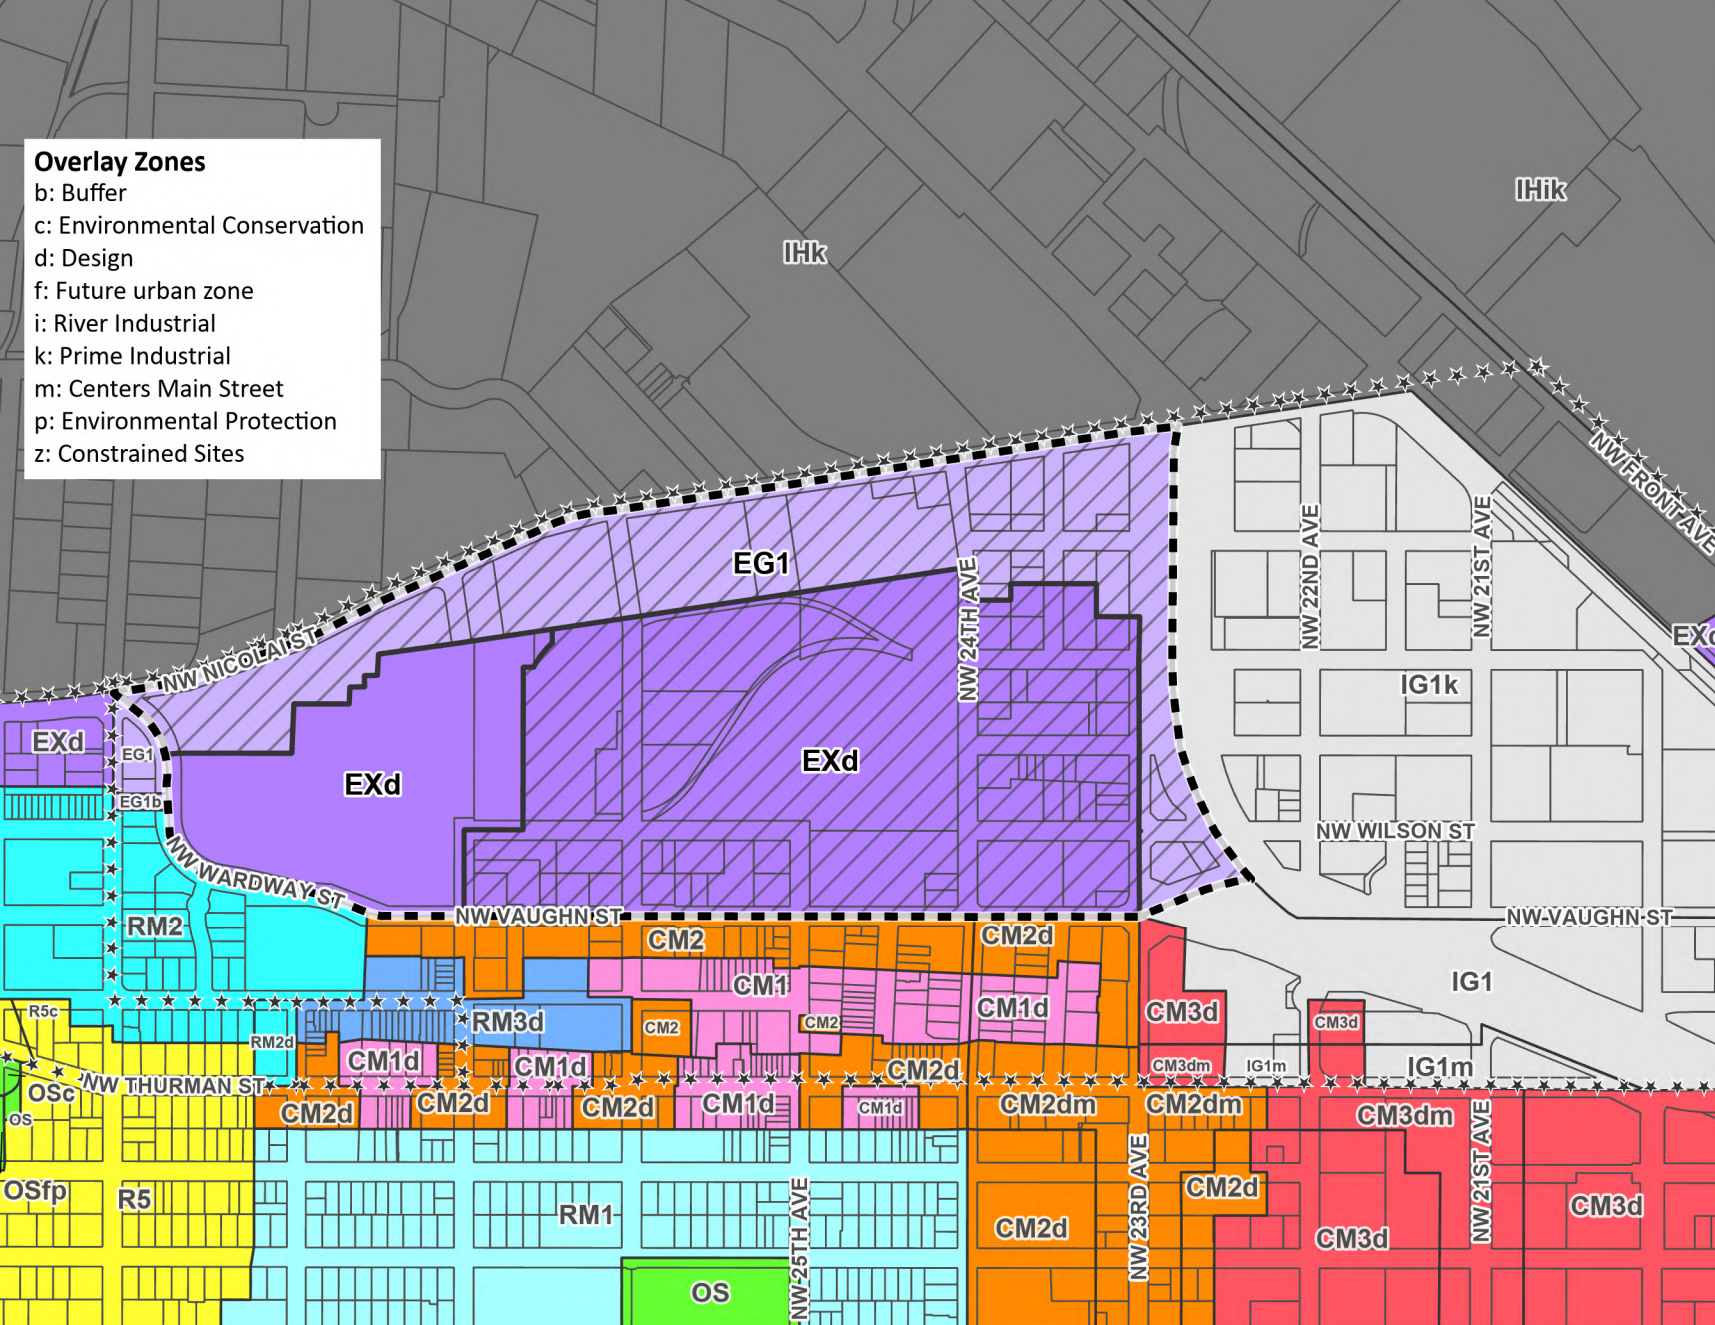 IHik
Overlay Zones
b: Buffer
c: Environmental Conservation
d: Design
f: Future urban zone
i: River Industrial
k: Prime Industrial
m: Centers Main Street
p: Environmental Protection
z: Constrained Sites
IHk
NW FRONT AVE
EG1
NW 24TH AVE
NW 22ND AVE
NW 21ST AVE
NW NICOLAI ST
IG1k
EXd
EG1
EG1b
EXd
EXd
NW WILSON ST
NW WARDWAY ST
NW VAUGHN ST
NW VAUGHN ST
RM2
CM2
CM2d
IG1
CM1
CM1d
CM3d
CM3d
R5c
RM3d
CM2
CM2
RM2d
CM1d
CM1d
CM2d
CM3dm
IG1m
IG1m
NW THURMAN ST
OSc
OS
CM2d
CM2d
CM2d
CM1d
CM1d
CM2dm
CM2dm
CM3dm
NW 21ST AVE
OSfp
R5
RM1
NW 25TH AVE
CM2d
NW 23RD AVE
CM2d
CM3d
CM3d
OS